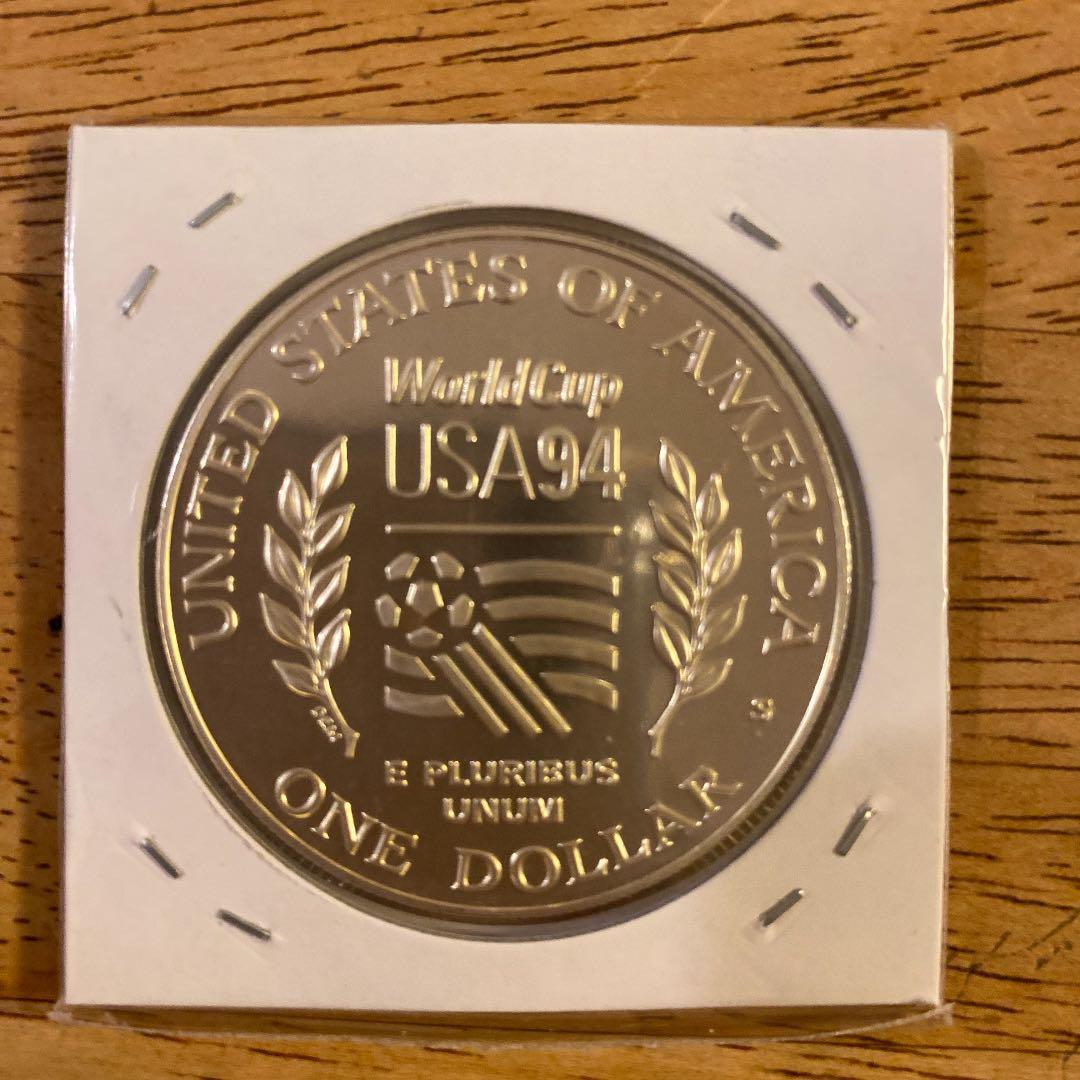 UNITED STATES OF AMERICA
WorldCup
USA94
E PLURIBUS
UNUM
ONE DOLLAR